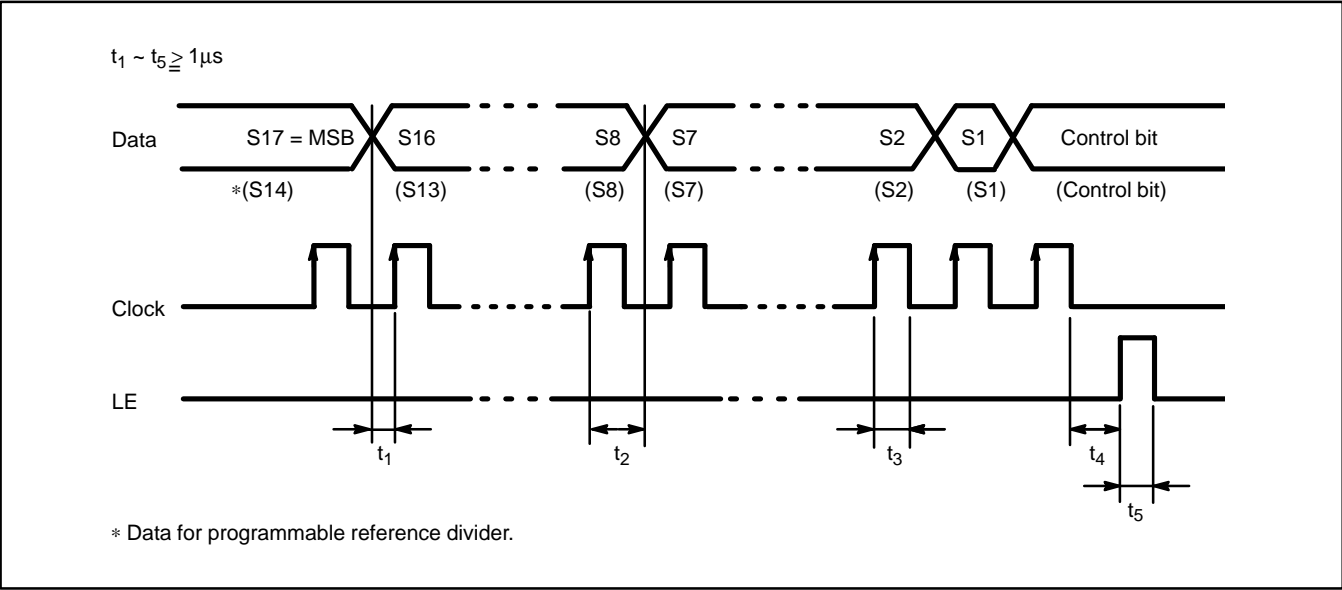 t1 ~ t5 ≧ 1μs
Data
S17 = MSB
S16
S8
S7
S2
S1
Control bit
*(S14)
(S13)
(S8)
(S7)
(S2)
(S1)
(Control bit)
Clock
LE
t1
t2
t3
t4
t5
* Data for programmable reference divider.